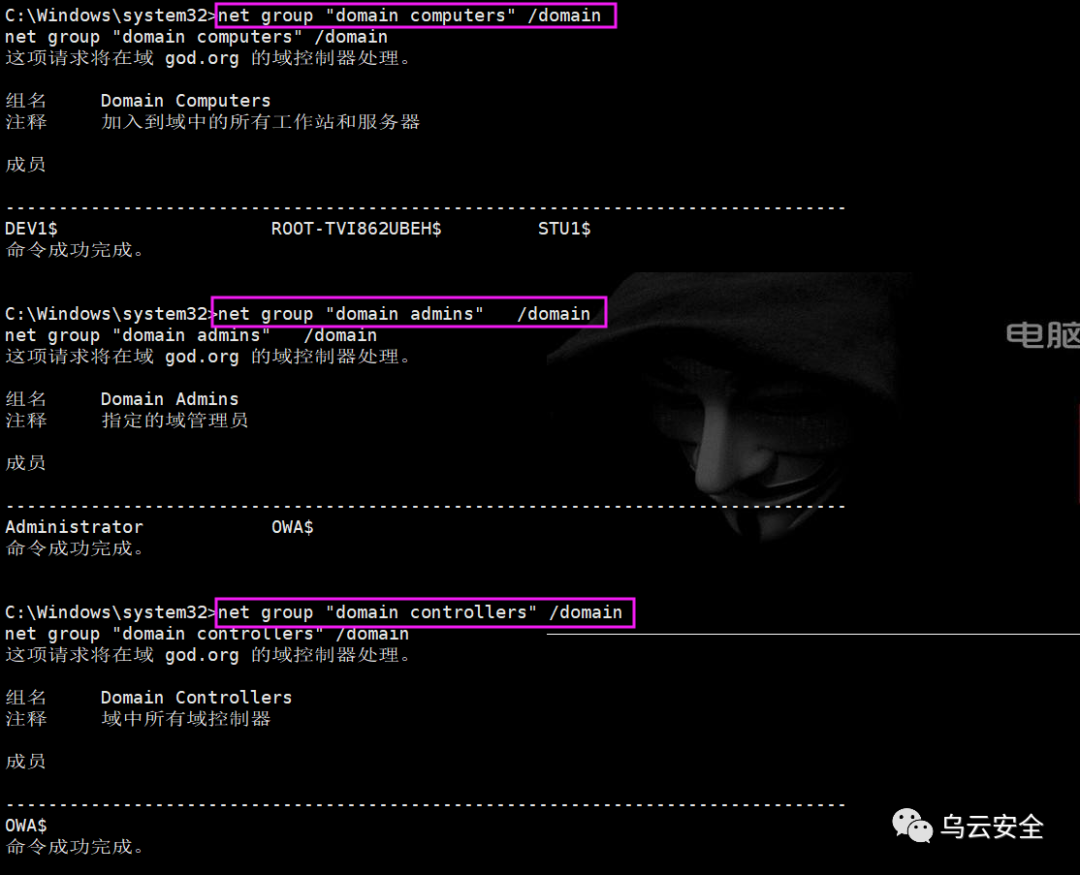 C:\Windows\system32>net group "domain computers" /domain
net group "domain computers" /domain
这项请求将在域 god.org 的域控制器处理。
组名     Domain Computers
注释     加入到域中的所有工作站和服务器
成员
-------------------------------------------------------------------------------
DEV1$                    ROOT-TVI862UBEH$         STU1$
命令成功完成。
C:\Windows\system32>net group "domain admins"   /domain
net group "domain admins"   /domain
这项请求将在域 god.org 的域控制器处理。
电脑
组名     Domain Admins
注释     指定的域管理员
成员
-------------------------------------------------------------------------------
Administrator            OWA$
命令成功完成。
C:\Windows\system32>net group "domain controllers" /domain
net group "domain controllers" /domain
这项请求将在域 god.org 的域控制器处理。
组名     Domain Controllers
注释     域中所有域控制器
成员
-------------------------------------------------------------------------------
OWA$
命令成功完成。
乌云安全